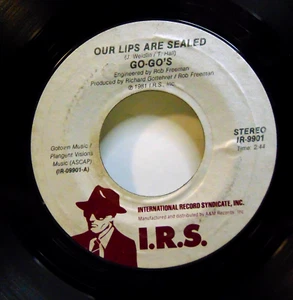 OUR LIPS ARE SEALED
(J. Weidlin / T. Hall)
GO-GO'S
Engineered by Rob Freeman
Produced by Richard Gottehrer / Rob Freeman
℗ 1981 I.R.S., Inc.
Gotown Music /
Plangent Visions
Music (ASCAP)
(IR-09901-A)
STEREO
IR-9901
Time: 2:44
INTERNATIONAL RECORD SYNDICATE, INC.
Manufactured and distributed by A&M Records, Inc.
I.R.S.